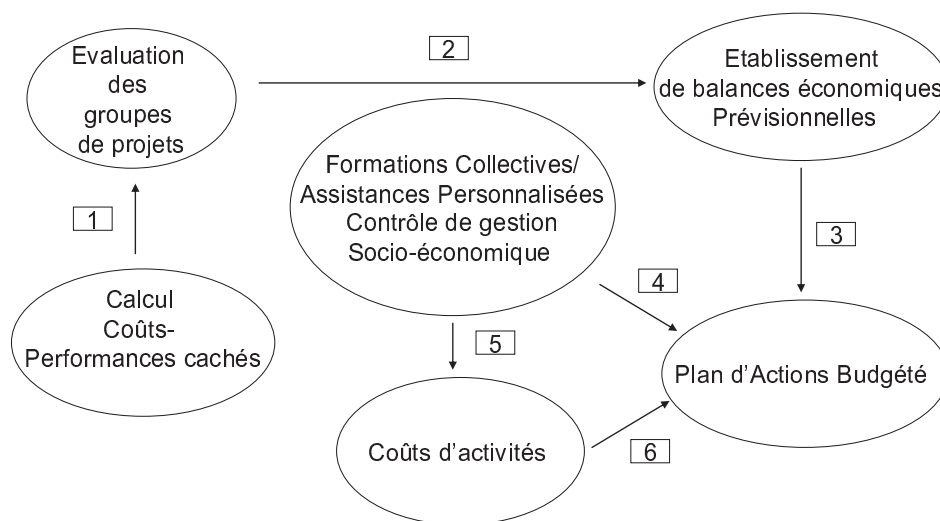 Evaluation
des
groupes
de projets
2
Etablissement
de balances économiques
Prévisionnelles
Formations Collectives/
Assistances Personnalisées
Contrôle de gestion
Socio-économique
1
3
Calcul
Coûts-
Performances cachés
4
5
Plan d’Actions Budgété
Coûts d’activités
6